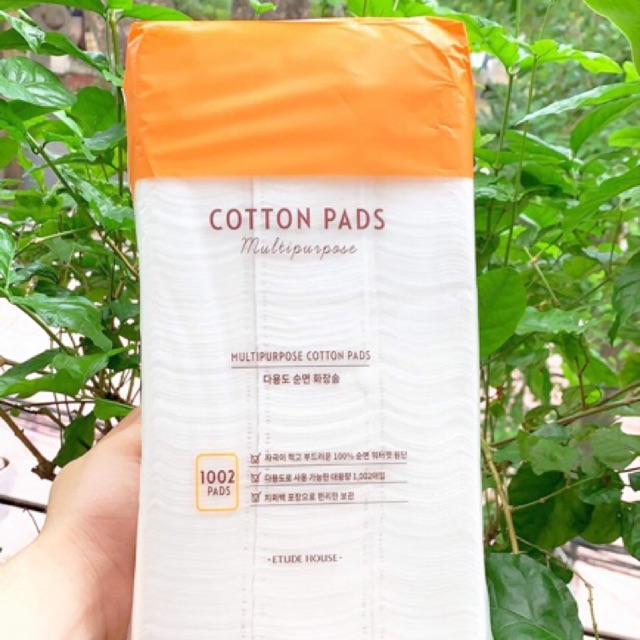 COTTON PADS
Multipurpose
MULTIPURPOSE COTTON PADS
다용도 순면 화장솜
1002
PADS
자극이 적고 부드러운 100% 순면 워터젯 원단
다용도로 사용 가능한 대용량 1,002매입
지퍼백 포장으로 편리한 보관
·ETUDE HOUSE·